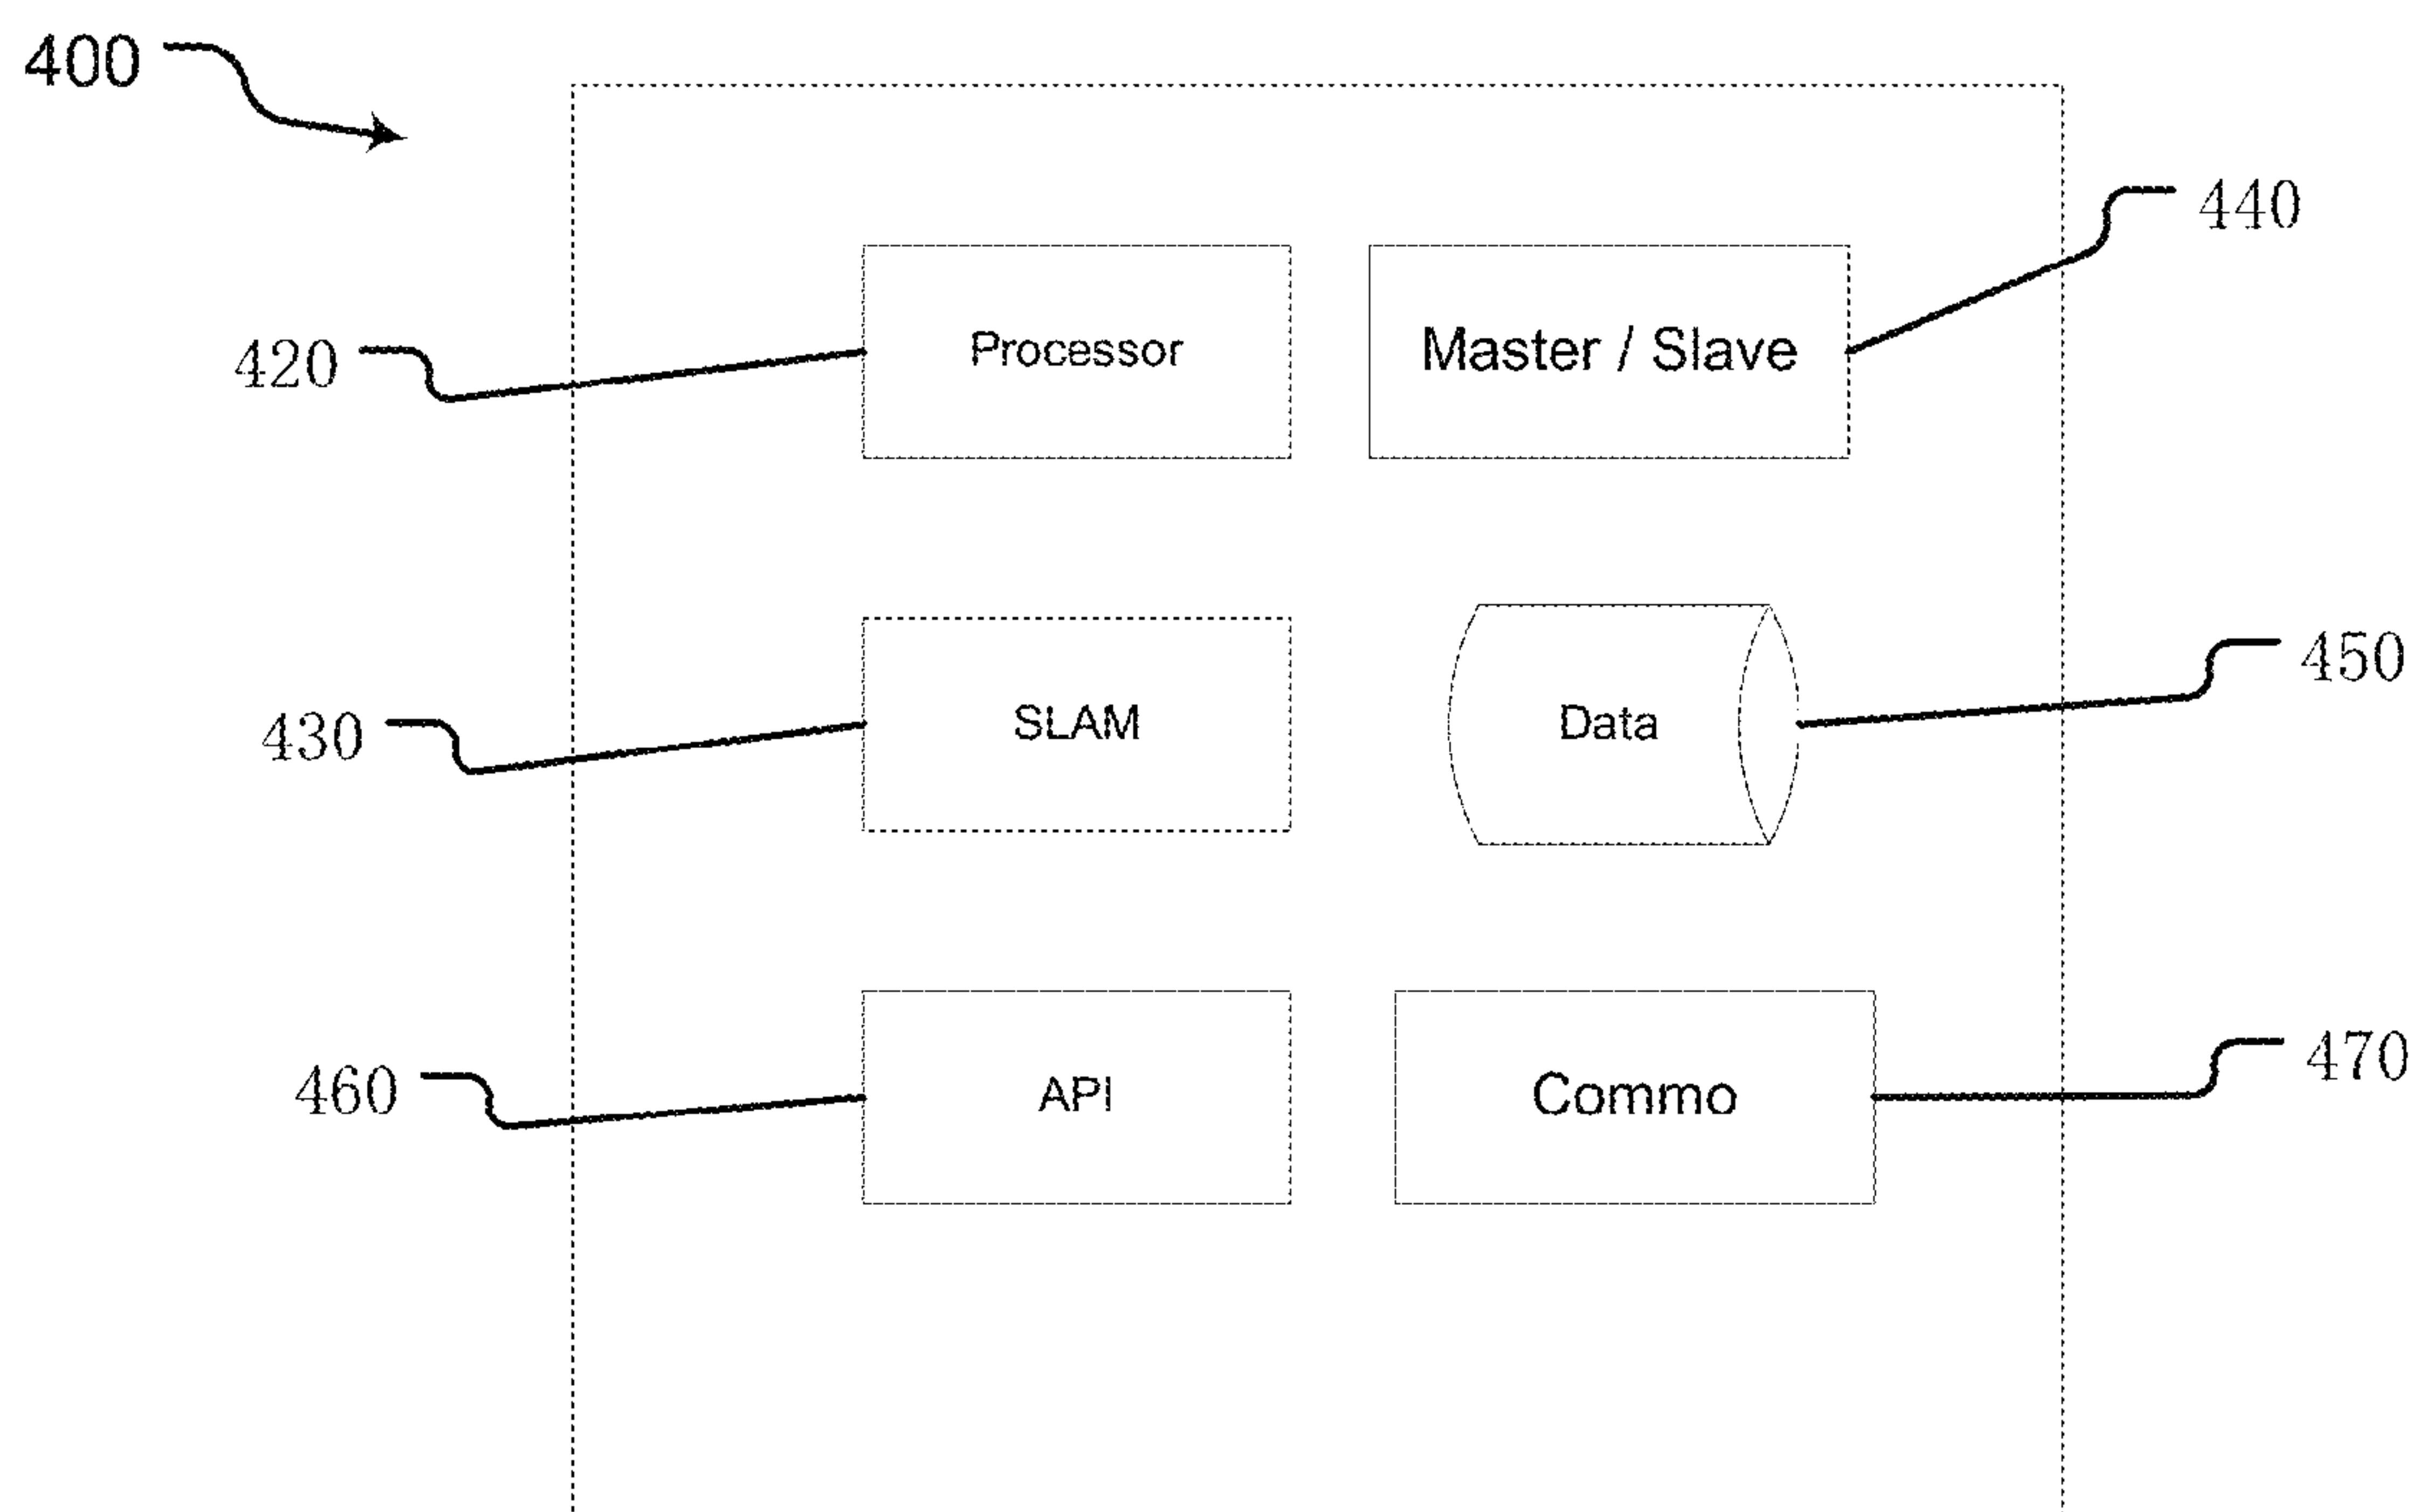 400
440
420
Processor
Master / Slave
430
SLAM
Data
450
460
API
Commo
470